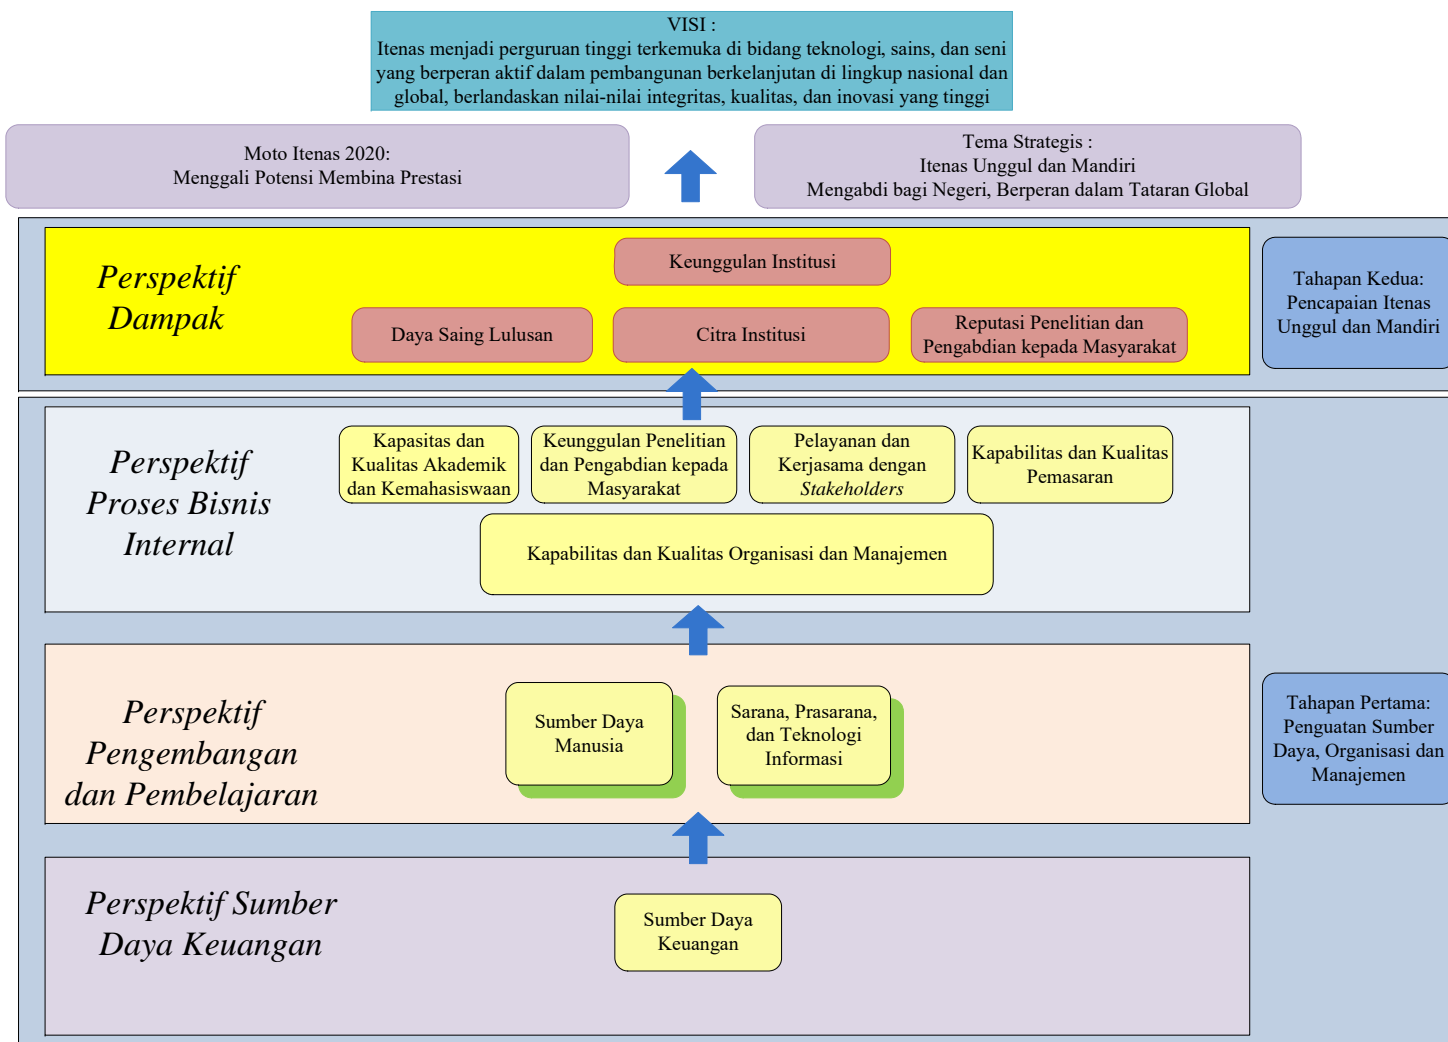 VISI :
Itenas menjadi perguruan tinggi terkemuka di bidang teknologi, sains, dan seni
yang berperan aktif dalam pembangunan berkelanjutan di lingkup nasional dan
global, berlandaskan nilai-nilai integritas, kualitas, dan inovasi yang tinggi
Moto Itenas 2020:
Menggali Potensi Membina Prestasi
Tema Strategis :
Itenas Unggul dan Mandiri
Mengabdi bagi Negeri, Berperan dalam Tataran Global
Perspektif
Dampak
Keunggulan Institusi
Daya Saing Lulusan
Citra Institusi
Reputasi Penelitian dan
Pengabdian kepada Masyarakat
Tahapan Kedua:
Pencapaian Itenas
Unggul dan Mandiri
Perspektif
Proses Bisnis
Internal
Kapasitas dan
Kualitas Akademik
dan Kemahasiswaan
Keunggulan Penelitian
dan Pengabdian kepada
Masyarakat
Pelayanan dan
Kerjasama dengan
Stakeholders
Kapabilitas dan Kualitas
Pemasaran
Kapabilitas dan Kualitas Organisasi dan Manajemen
Perspektif
Pengembangan
dan Pembelajaran
Sumber Daya
Manusia
Sarana, Prasarana,
dan Teknologi
Informasi
Tahapan Pertama:
Penguatan Sumber
Daya, Organisasi dan
Manajemen
Perspektif Sumber
Daya Keuangan
Sumber Daya
Keuangan